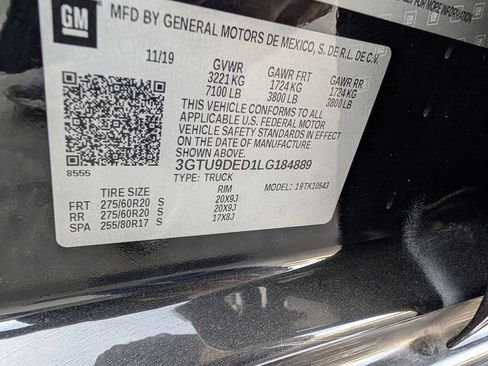 GM
MFD BY GENERAL MOTORS DE MEXICO, S. DE R.L. DE C.V.
11/19 GVWR GAWR FRT GAWR RR
3221 KG 1724 KG 1724 KG
7100 LB 3800 LB 3800 LB
THIS VEHICLE CONFORMS TO ALL
APPLICABLE U.S. FEDERAL MOTOR
VEHICLE SAFETY STANDARDS IN EFFECT
ON THE DATE OF MANUFACTURE SHOWN ABOVE.
3GTU9DED1LG184889
8555 TYPE: TRUCK MODEL: 19TK10543
TIRE SIZE RIM
FRT 275/60R20 S 20X9J
RR 275/60R20 S 20X9J
SPA 255/80R17 S 17X8J
MORE INFORMATION